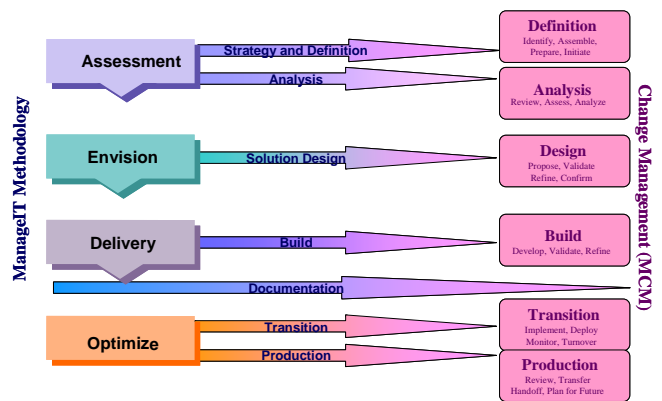 ManageIT Methodology
Assessment
Strategy and Definition
Definition
Identify, Assemble,
Prepare, Initiate
Analysis
Analysis
Review, Assess, Analyze
Envision
Solution Design
Design
Propose, Validate
Refine, Confirm
Delivery
Build
Build
Develop, Validate, Refine
Documentation
Optimize
Transition
Transition
Implement, Deploy
Monitor, Turnover
Production
Production
Review, Transfer
Handoff, Plan for Future
Change Management (MCM)